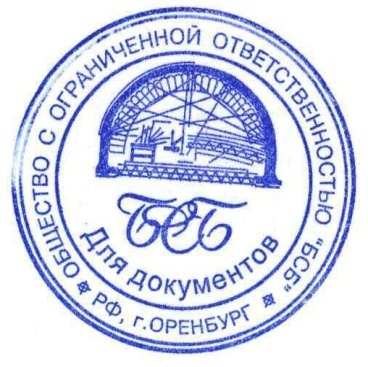 ОБЩЕСТВО С ОГРАНИЧЕННОЙ ОТВЕТСТВЕННОСТЬЮ "БСБ"
РФ, г.ОРЕНБУРГ
БСБ
Для документов